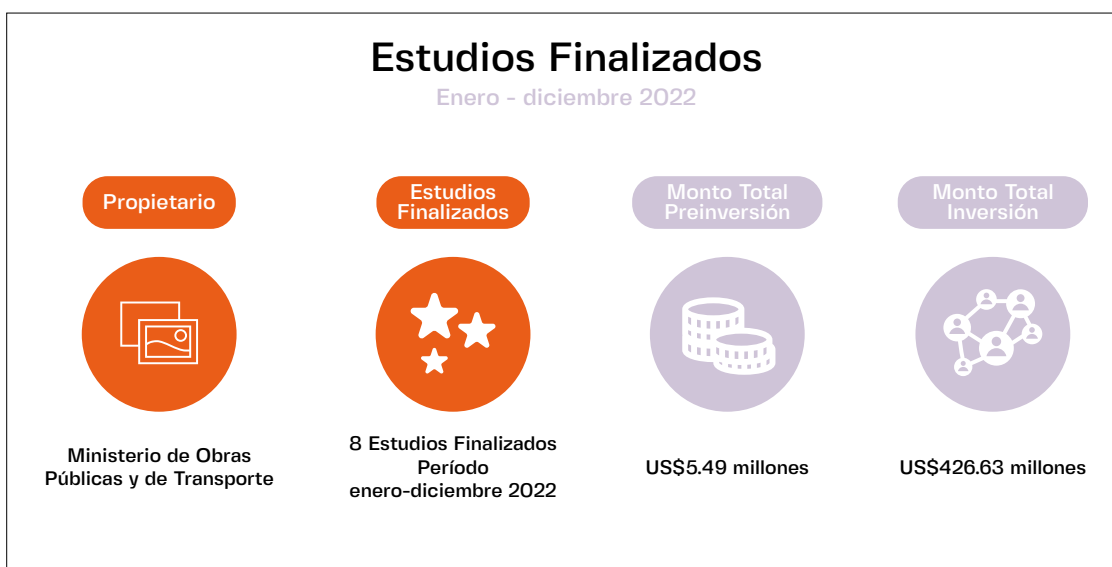 Estudios Finalizados
Enero - diciembre 2022
Propietario
Estudios
Finalizados
Monto Total
Preinversión
Monto Total
Inversión
Ministerio de Obras
Públicas y de Transporte
8 Estudios Finalizados
Período
enero-diciembre 2022
US$5.49 millones
US$426.63 millones